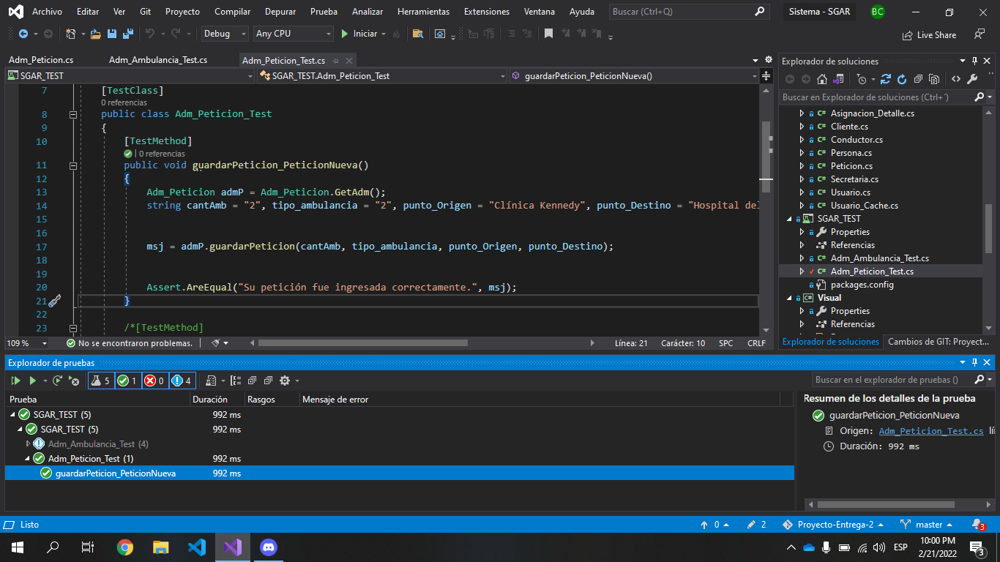 Archivo Editar Ver Git Proyecto Compilar Depurar Prueba Analizar Herramientas Extensiones Ventana Ayuda Buscar (Ctrl+Q) Sistema - SGAR BC
Debug Any CPU Iniciar Live Share
Adm_Peticion.cs Adm_Ambulancia_Test.cs Adm_Peticion_Test.cs
SGAR_TEST SGAR_TEST.Adm_Peticion_Test guardarPeticion_PeticionNueva()
7 [TestClass]
0 referencias
8 public class Adm_Peticion_Test
9 {
10 [TestMethod]
| 0 referencias
11 public void guardarPeticion_PeticionNueva()
12 {
13 Adm_Peticion admP = Adm_Peticion.GetAdm();
14 string cantAmb = "2", tipo_ambulancia = "2", punto_Origen = "Clínica Kennedy", punto_Destino = "Hospital del
15
16
17 msj = admP.guardarPeticion(cantAmb, tipo_ambulancia, punto_Origen, punto_Destino);
18
19
20 Assert.AreEqual("Su petición fue ingresada correctamente.", msj);
21 }
22
23 /*[TestMethod]
109 % No se encontraron problemas. Línea: 21 Carácter: 10 SPC CRLF
Explorador de soluciones
Buscar en Explorador de soluciones (Ctrl+´)
Asignacion_Detalle.cs
Cliente.cs
Conductor.cs
Persona.cs
Peticion.cs
Secretaria.cs
Usuario.cs
Usuario_Cache.cs
SGAR_TEST
Properties
Referencias
Adm_Ambulancia_Test.cs
Adm_Peticion_Test.cs
packages.config
Visual
Properties
Referencias
Explorador de soluciones Cambios de GIT: Proyect...
Explorador de pruebas
5 1 0 4 Buscar en el explorador de pruebas ()
Prueba Duración Rasgos Mensaje de error
SGAR_TEST (5) 992 ms
SGAR_TEST (5) 992 ms
Adm_Ambulancia_Test (4)
Adm_Peticion_Test (1) 992 ms
guardarPeticion_PeticionNueva 992 ms
Resumen de los detalles de la prueba
guardarPeticion_PeticionNueva
Origen: Adm_Peticion_Test.cs lí
Duración: 992 ms
Listo 0 2 Proyecto-Entrega-2 master 3
ESP 10:00 PM
2/21/2022 3